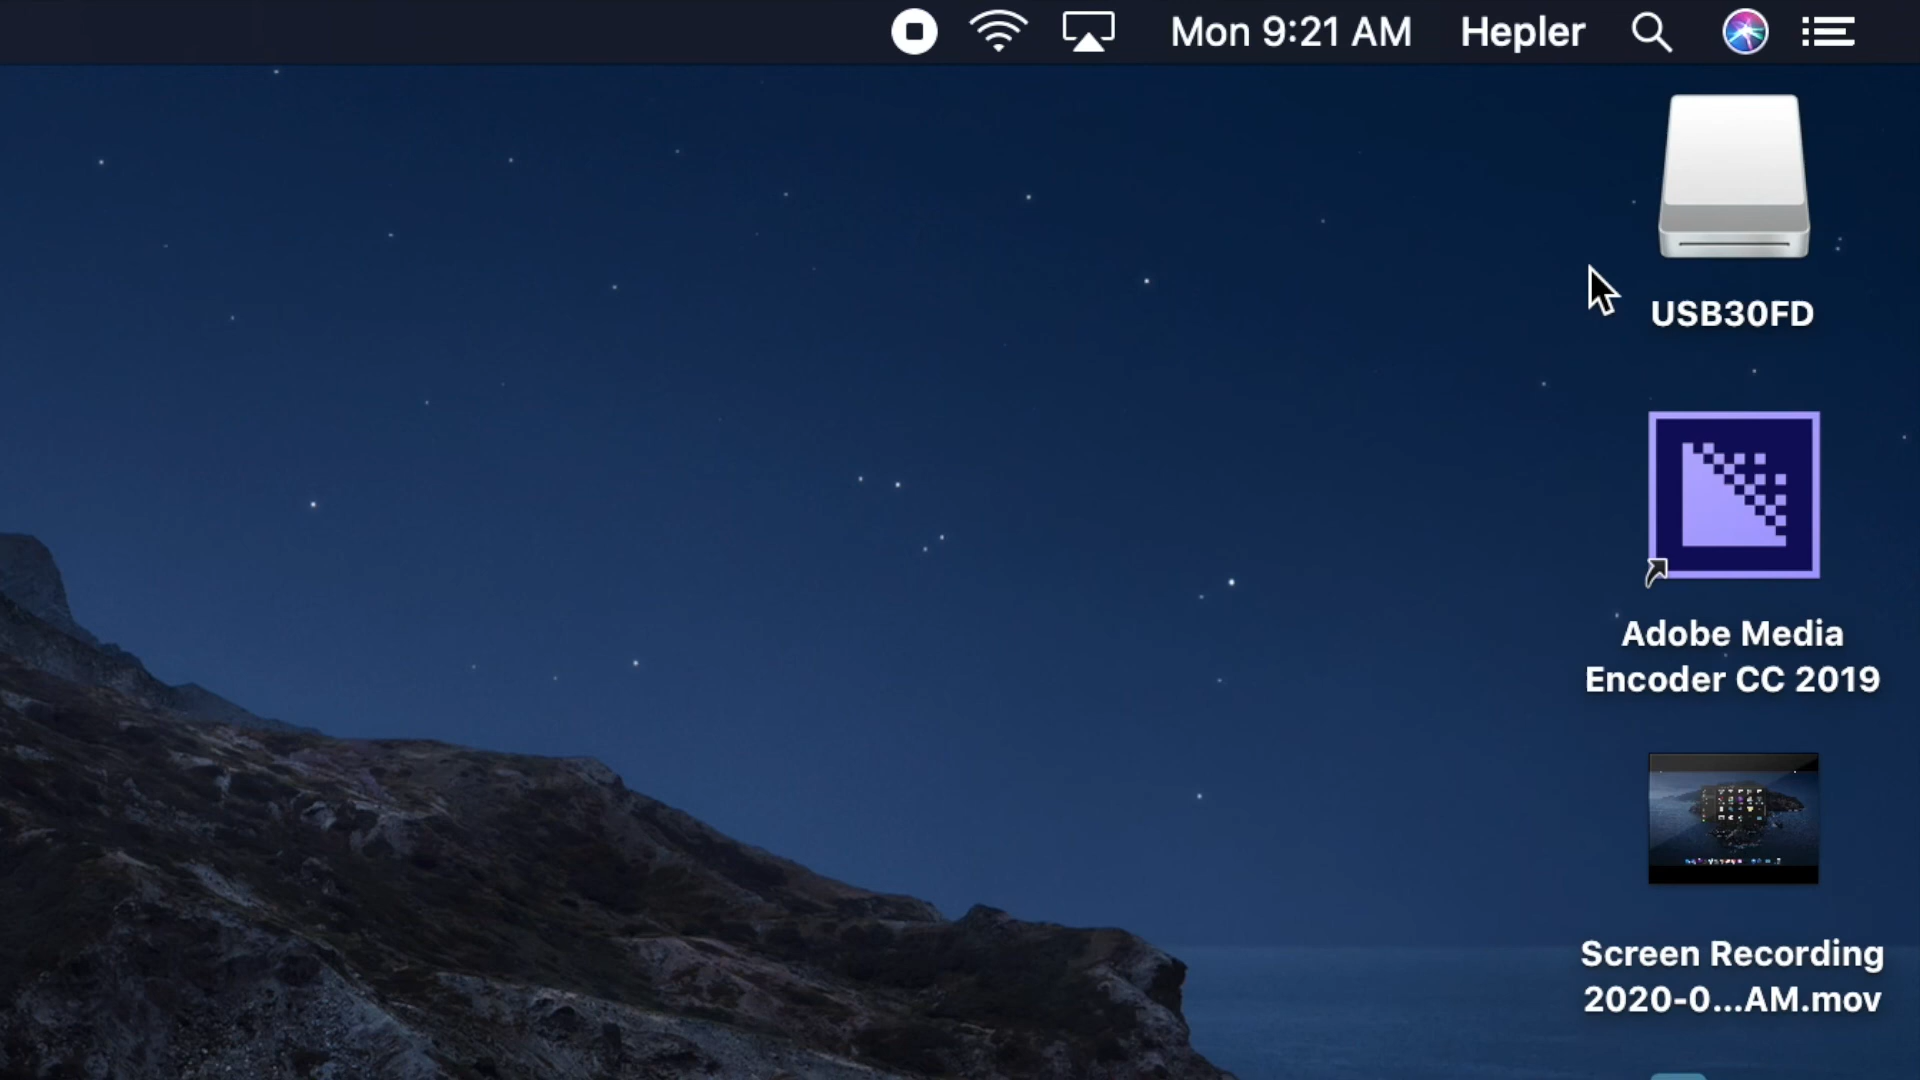 Mon 9:21 AM Hepler
USB30FD
Adobe Media
Encoder CC 2019
Screen Recording
2020-0...AM.mov